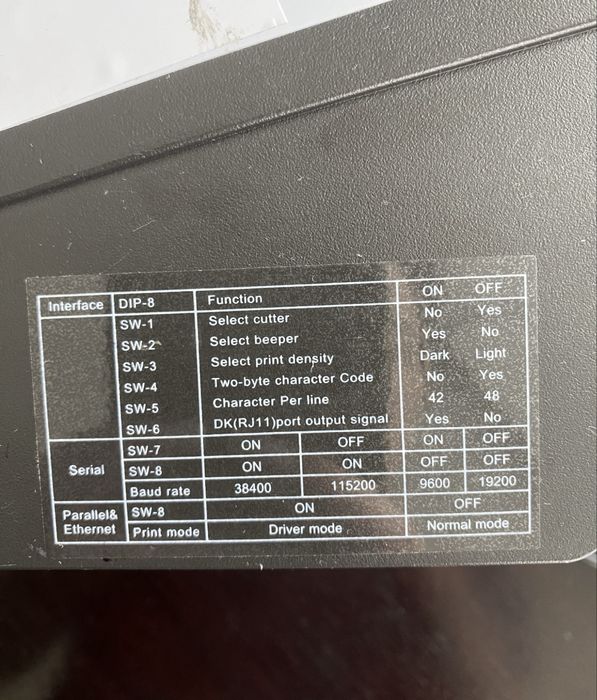 Interface DIP-8 Function ON OFF
SW-1 Select cutter No Yes
SW-2 Select beeper Yes No
SW-3 Select print density Dark Light
SW-4 Two-byte character Code No Yes
SW-5 Character Per line 42 48
SW-6 DK(RJ11)port output signal Yes No
Serial SW-7 ON OFF ON OFF
SW-8 ON ON OFF OFF
Baud rate 38400 115200 9600 19200
Parallel& Ethernet SW-8 ON OFF
Print mode Driver mode Normal mode